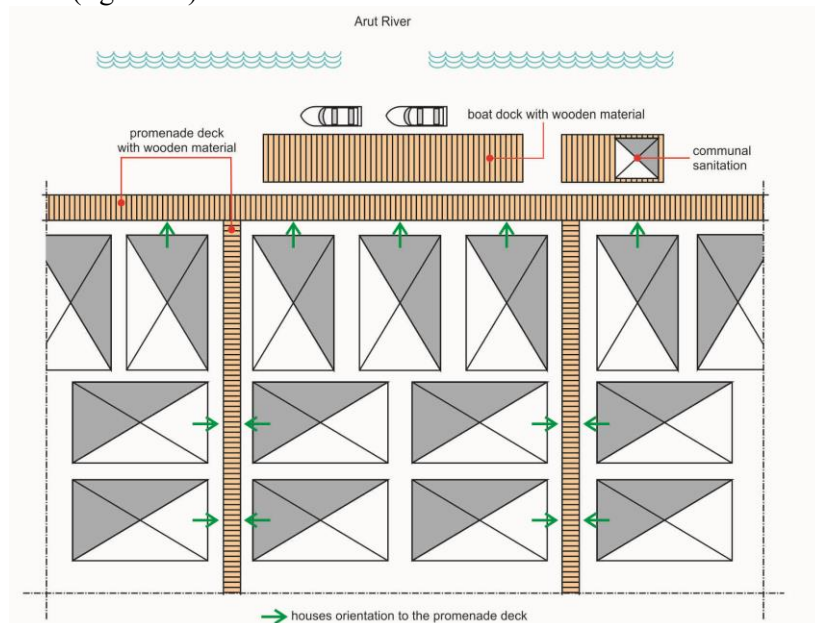 Arut River
boat dock with wooden material
promenade deck
with wooden material
communal
sanitation
houses orientation to the promenade deck